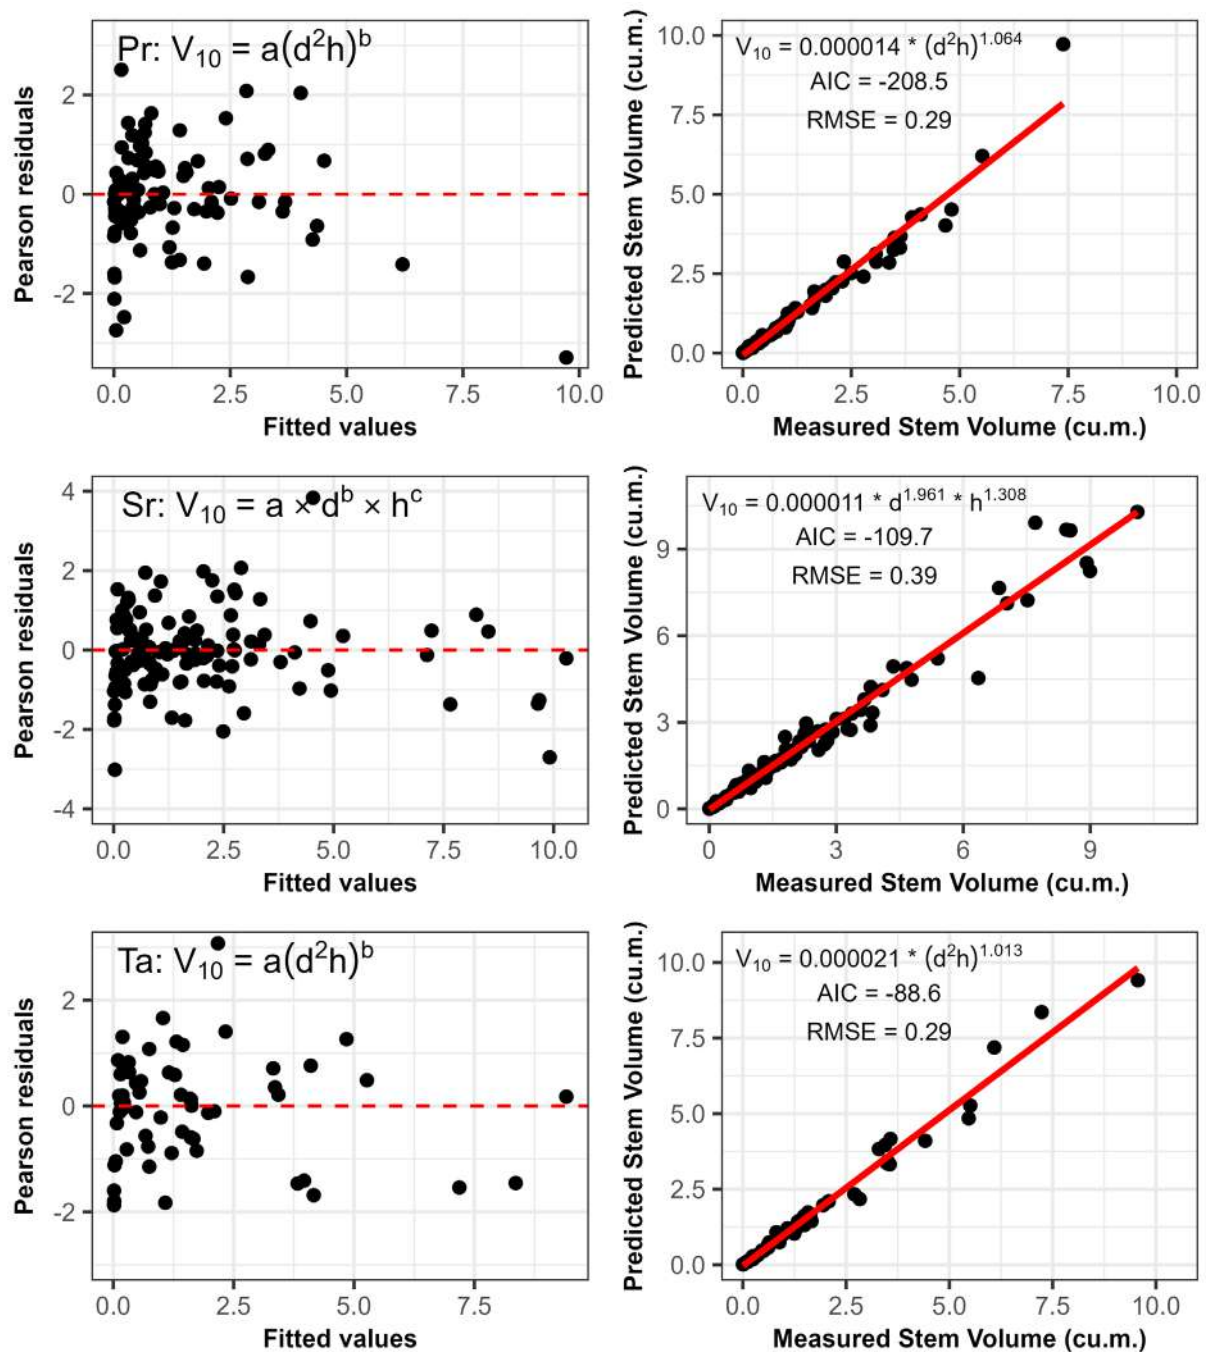 Pr: V₁₀ = a(d²h)ᵇ
2
0
-2
0.0 2.5 5.0 7.5 10.0
Pearson residuals
Fitted values
V₁₀ = 0.000014 * (d²h)¹·⁰⁶⁴
AIC = -208.5
RMSE = 0.29
10.0
7.5
5.0
2.5
0.0
0.0 2.5 5.0 7.5 10.0
Predicted Stem Volume (cu.m.)
Measured Stem Volume (cu.m.)
Sr: V₁₀ = a × dᵇ × hᶜ
4
2
0
-2
-4
0.0 2.5 5.0 7.5 10.0
Pearson residuals
Fitted values
V₁₀ = 0.000011 * d¹·⁹⁶¹ * h¹·³⁰⁸
AIC = -109.7
RMSE = 0.39
9
6
3
0
0 3 6 9
Predicted Stem Volume (cu.m.)
Measured Stem Volume (cu.m.)
Ta: V₁₀ = a(d²h)ᵇ
2
0
-2
0.0 2.5 5.0 7.5
Pearson residuals
Fitted values
V₁₀ = 0.000021 * (d²h)¹·⁰¹³
AIC = -88.6
RMSE = 0.29
10.0
7.5
5.0
2.5
0.0
0.0 2.5 5.0 7.5 10.0
Predicted Stem Volume (cu.m.)
Measured Stem Volume (cu.m.)